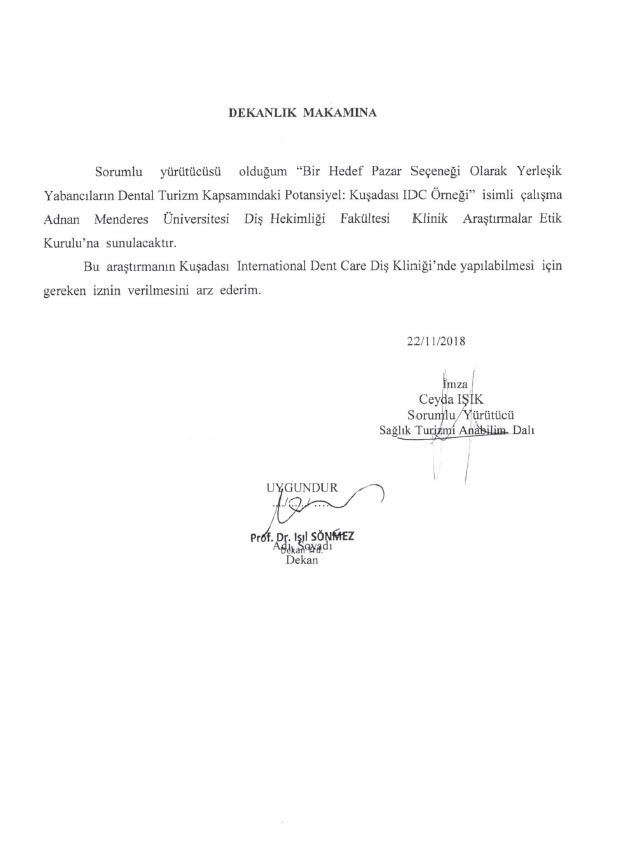 DEKANLIK MAKAMINA
Sorumlu yürütücüsü olduğum “Bir Hedef Pazar Seçeneği Olarak Yerleşik
Yabancıların Dental Turizm Kapsamındaki Potansiyel: Kuşadası IDC Örneği” isimli çalışma
Adnan Menderes Üniversitesi Diş Hekimliği Fakültesi Klinik Araştırmalar Etik
Kurulu’na sunulacaktır.
Bu araştırmanın Kuşadası International Dent Care Diş Kliniği’nde yapılabilmesi için
gereken iznin verilmesini arz ederim.
22/11/2018
İmza
Ceyda IŞIK
Sorumlu Yürütücü
Sağlık Turizmi Anabilim Dalı
UYGUNDUR
Prof. Dr. Işıl SÖNMEZ
Adı Soyadı
Dekan